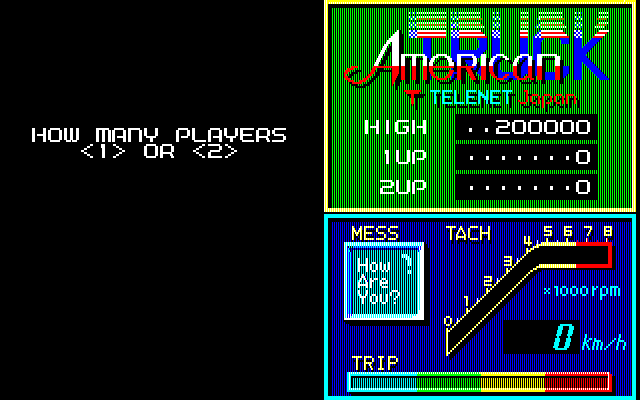 HOW MANY PLAYERS
<1> OR <2>
American TRUCK
TELENET Japan
HIGH ..200000
1UP .......0
2UP .......0
MESS
How
Are
You?
TACH
0 1 2 3 4 5 6 7 8
×1000rpm
0 km/h
TRIP